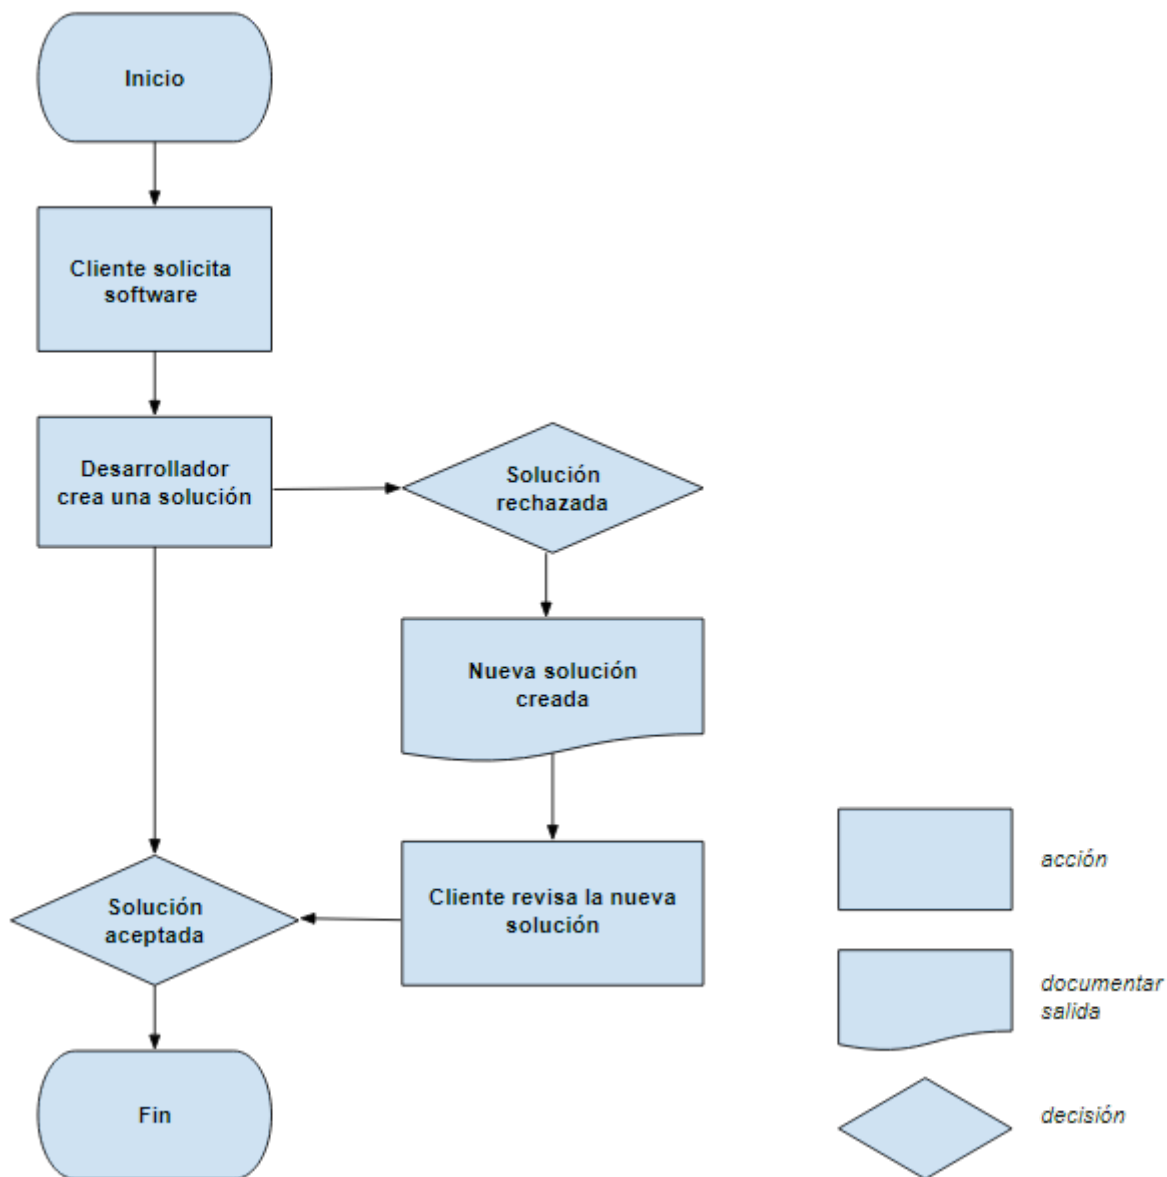 Inicio
Cliente solicita
software
Desarrollador
crea una solución
Solución
rechazada
Nueva solución
creada
Cliente revisa la nueva
solución
Solución
aceptada
Fin
acción
documentar
salida
decisión